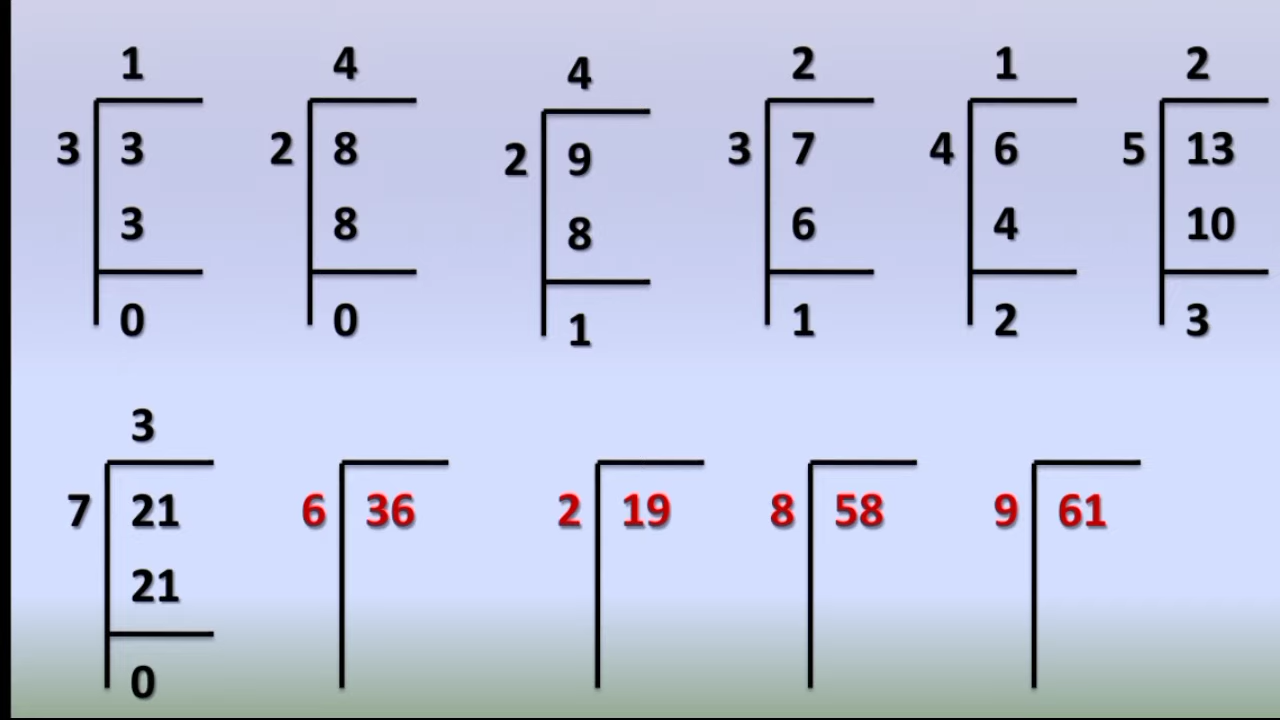 1 4 4 2 1 2
3 3 2 8 2 9 3 7 4 6 5 13
3 8 8 6 4 10
0 0 1 1 2 3
3
7 21 6 36 2 19 8 58 9 61
21
0